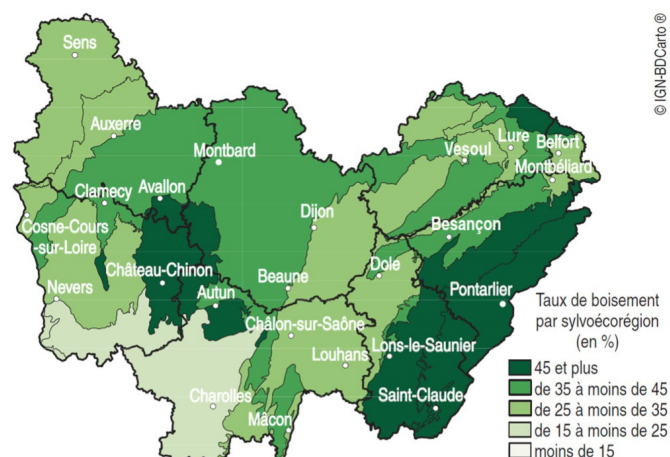 © IGN-BDCarto ®
Sens
Auxerre
Montbard
Vesoul
Lure
Belfort
Montbéliard
Clamecy
Avallon
Cosne-Cours
-sur-Loire
Dijon
Besançon
Château-Chinon
Nevers
Beaune
Dole
Autun
Pontarlier
Châlon-sur-Saône
Louhans
Lons-le-Saunier
Charolles
Saint-Claude
Mâcon
Taux de boisement
par sylvoécorégion
(en %)
45 et plus
de 35 à moins de 45
de 25 à moins de 35
de 15 à moins de 25
moins de 15